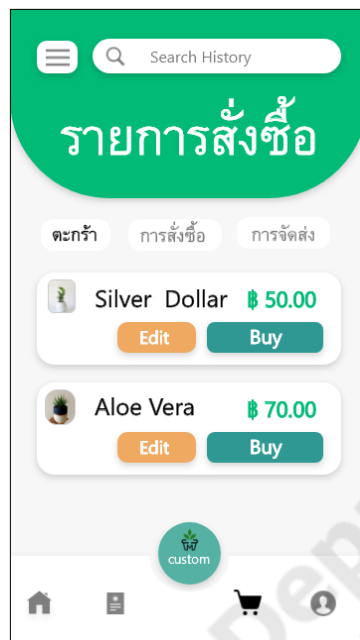 Search History
รายการสั่งซื้อ
ตะกร้า การสั่งซื้อ การจัดส่ง
Silver Dollar ฿ 50.00
Edit Buy
Aloe Vera ฿ 70.00
Edit Buy
custom